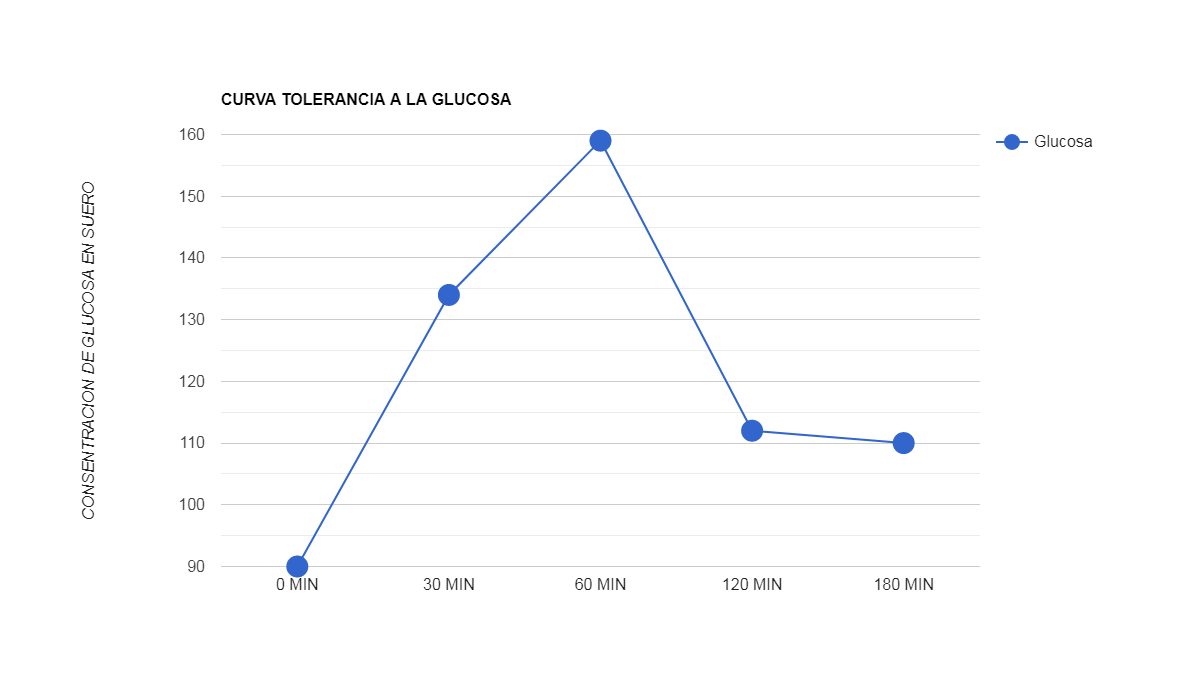 CURVA TOLERANCIA A LA GLUCOSA
CONSENTRACION DE GLUCOSA EN SUERO
160
150
140
130
120
110
100
90
0 MIN
30 MIN
60 MIN
120 MIN
180 MIN
Glucosa